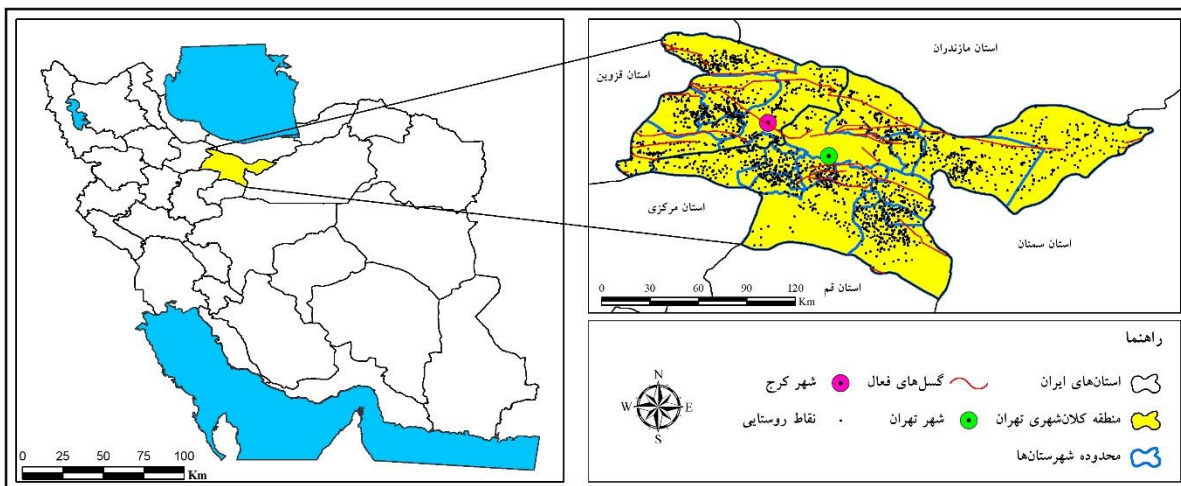 استان مازندران
استان قزوین
استان مرکزی
استان سمنان
استان قم
0 30 60 90 120
Km
0 25 50 75 100
Km
راهنما
استان‌های ایران
گسل‌های فعال
شهر کرج
منطقه کلان‌شهری تهران
شهر تهران
نقاط روستایی
محدوده شهرستان‌ها
N
W E
S